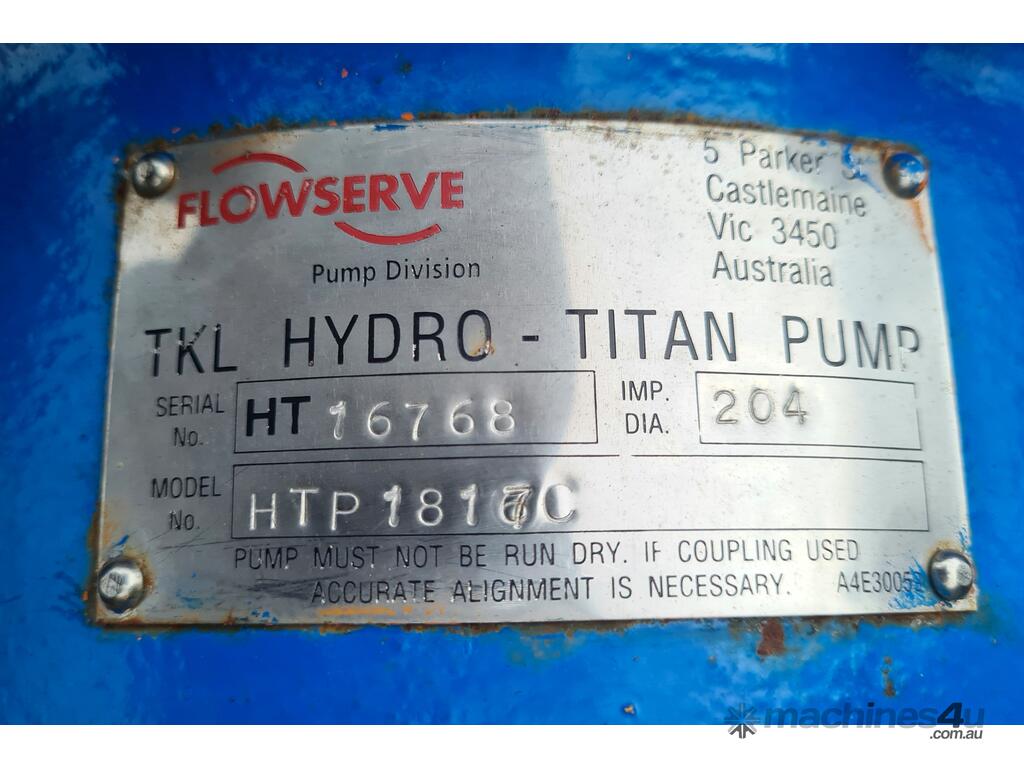 FLOWSERVE
Pump Division
5 Parker
Castlemaine
Vic 3450
Australia
TKL HYDRO - TITAN PUMP
SERIAL No. HT 16768
IMP. DIA. 204
MODEL No.
PUMP MUST NOT BE RUN DRY. IF COUPLING USED
ACCURATE ALIGNMENT IS NECESSARY.
machines4u
.com.au